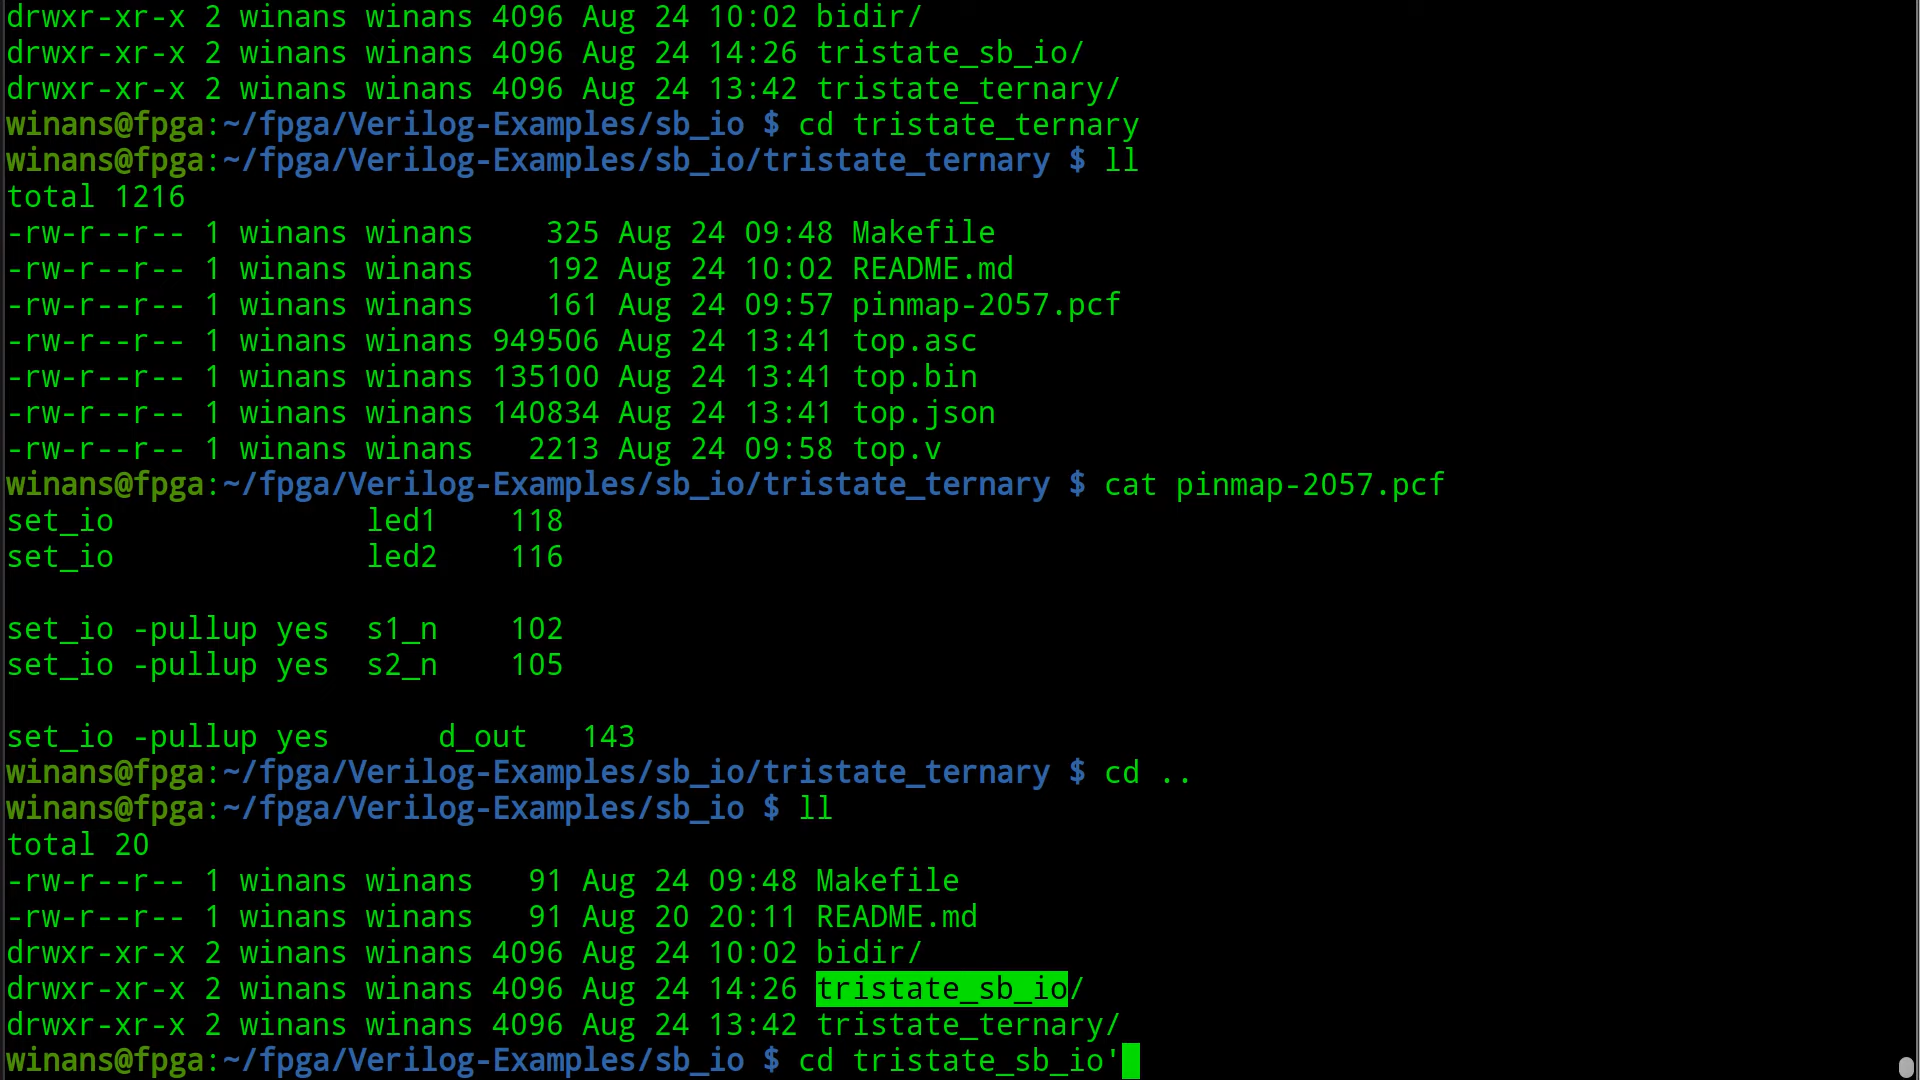 drwxr-xr-x 2 winans winans 4096 Aug 24 10:02 bidir/
drwxr-xr-x 2 winans winans 4096 Aug 24 14:26 tristate_sb_io/
drwxr-xr-x 2 winans winans 4096 Aug 24 13:42 tristate_ternary/
winans@fpga:~/fpga/Verilog-Examples/sb_io $ cd tristate_ternary
winans@fpga:~/fpga/Verilog-Examples/sb_io/tristate_ternary $ ll
total 1216
-rw-r--r-- 1 winans winans    325 Aug 24 09:48 Makefile
-rw-r--r-- 1 winans winans    192 Aug 24 10:02 README.md
-rw-r--r-- 1 winans winans    161 Aug 24 09:57 pinmap-2057.pcf
-rw-r--r-- 1 winans winans 949506 Aug 24 13:41 top.asc
-rw-r--r-- 1 winans winans 135100 Aug 24 13:41 top.bin
-rw-r--r-- 1 winans winans 140834 Aug 24 13:41 top.json
-rw-r--r-- 1 winans winans   2213 Aug 24 09:58 top.v
winans@fpga:~/fpga/Verilog-Examples/sb_io/tristate_ternary $ cat pinmap-2057.pcf
set_io              led1    118
set_io              led2    116

set_io -pullup yes  s1_n    102
set_io -pullup yes  s2_n    105

set_io -pullup yes      d_out   143
winans@fpga:~/fpga/Verilog-Examples/sb_io/tristate_ternary $ cd ..
winans@fpga:~/fpga/Verilog-Examples/sb_io $ ll
total 20
-rw-r--r-- 1 winans winans   91 Aug 24 09:48 Makefile
-rw-r--r-- 1 winans winans   91 Aug 20 20:11 README.md
drwxr-xr-x 2 winans winans 4096 Aug 24 10:02 bidir/
drwxr-xr-x 2 winans winans 4096 Aug 24 14:26 tristate_sb_io/
drwxr-xr-x 2 winans winans 4096 Aug 24 13:42 tristate_ternary/
winans@fpga:~/fpga/Verilog-Examples/sb_io $ cd tristate_sb_io'